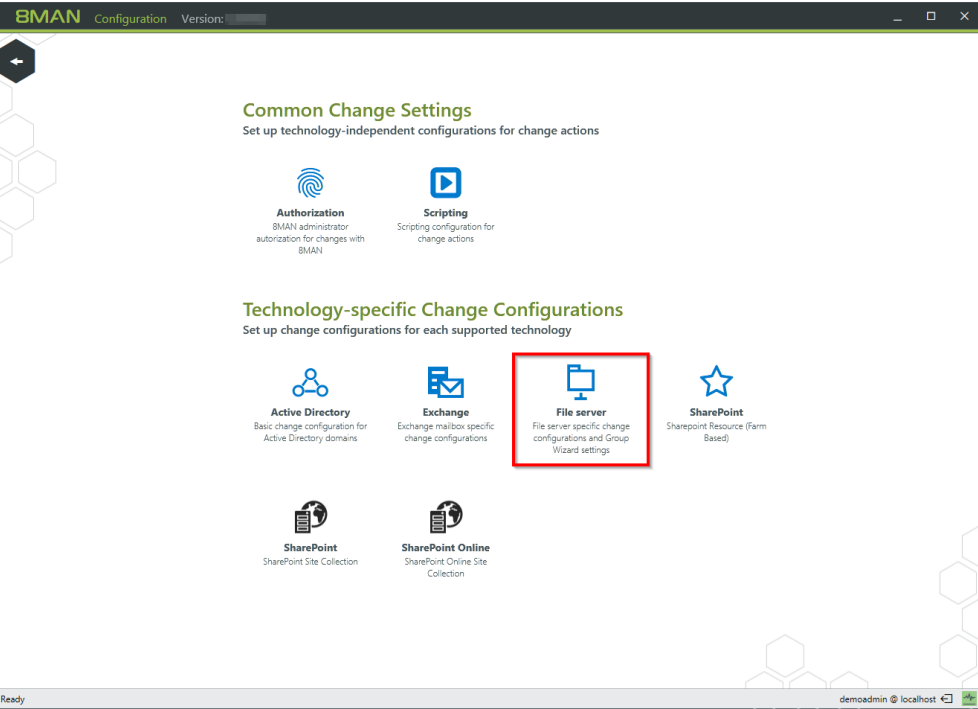 8MAN Configuration Version:
Common Change Settings
Set up technology-independent configurations for change actions
Authorization
8MAN administrator
autorization for changes with
8MAN
Scripting
Scripting configuration for
change actions
Technology-specific Change Configurations
Set up change configurations for each supported technology
Active Directory
Basic change configuration for
Active Directory domains
Exchange
Exchange mailbox specific
change configurations
File server
File server specific change
configurations and Group
Wizard settings
SharePoint
Sharepoint Resource (Farm
Based)
SharePoint
SharePoint Site Collection
SharePoint Online
SharePoint Online Site
Collection
Ready
demoadmin @ localhost